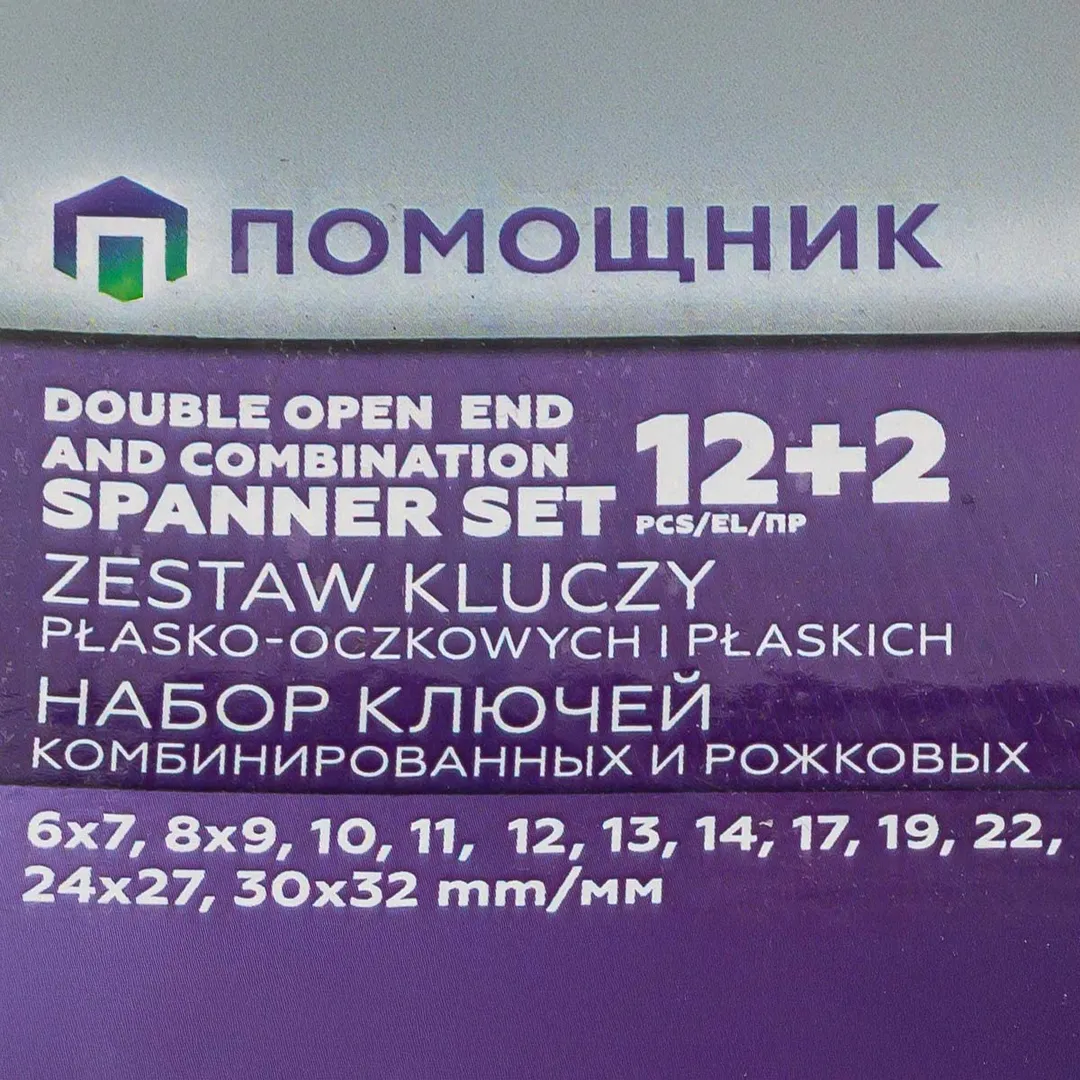 ПОМОЩНИК
DOUBLE OPEN END
AND COMBINATION
SPANNER SET
12+2
PCS/EL/ПР
ZESTAW KLUCZY
PŁASKO-OCZKOWYCH I PŁASKICH
НАБОР КЛЮЧЕЙ
КОМБИНИРОВАННЫХ И РОЖКОВЫХ
6x7, 8x9, 10, 11, 12, 13, 14, 17, 19, 22,
24x27, 30x32 mm/мм